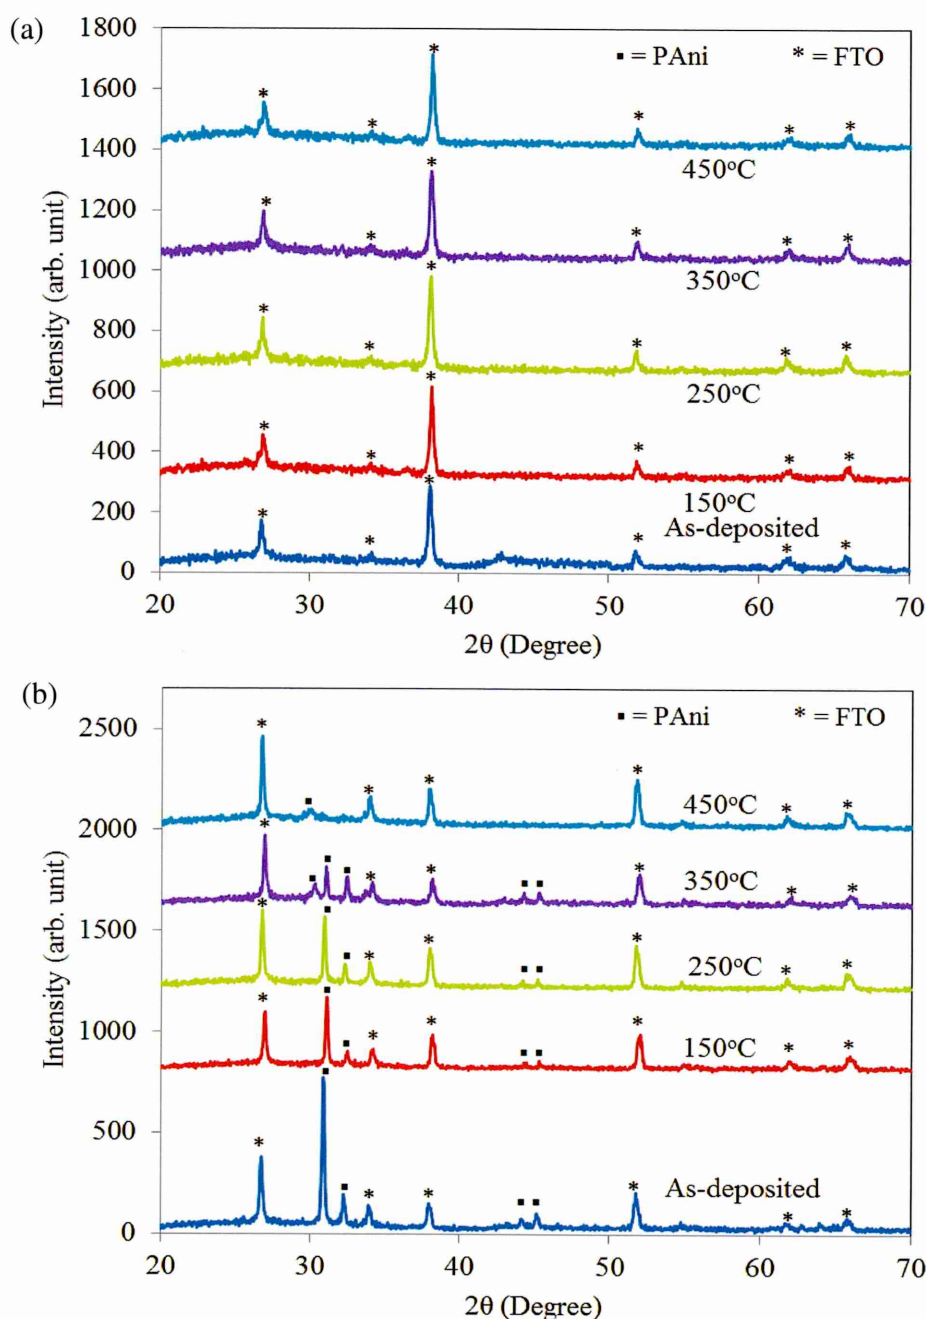 (a)
1800
1600
1400
1200
1000
800
600
400
200
0
Intensity (arb. unit)
▪ = PAni * = FTO
450°C
350°C
250°C
150°C
As-deposited
20 30 40 50 60 70
2θ (Degree)
(b)
2500
2000
1500
1000
500
0
Intensity (arb. unit)
▪ = PAni * = FTO
450°C
350°C
250°C
150°C
As-deposited
20 30 40 50 60 70
2θ (Degree)